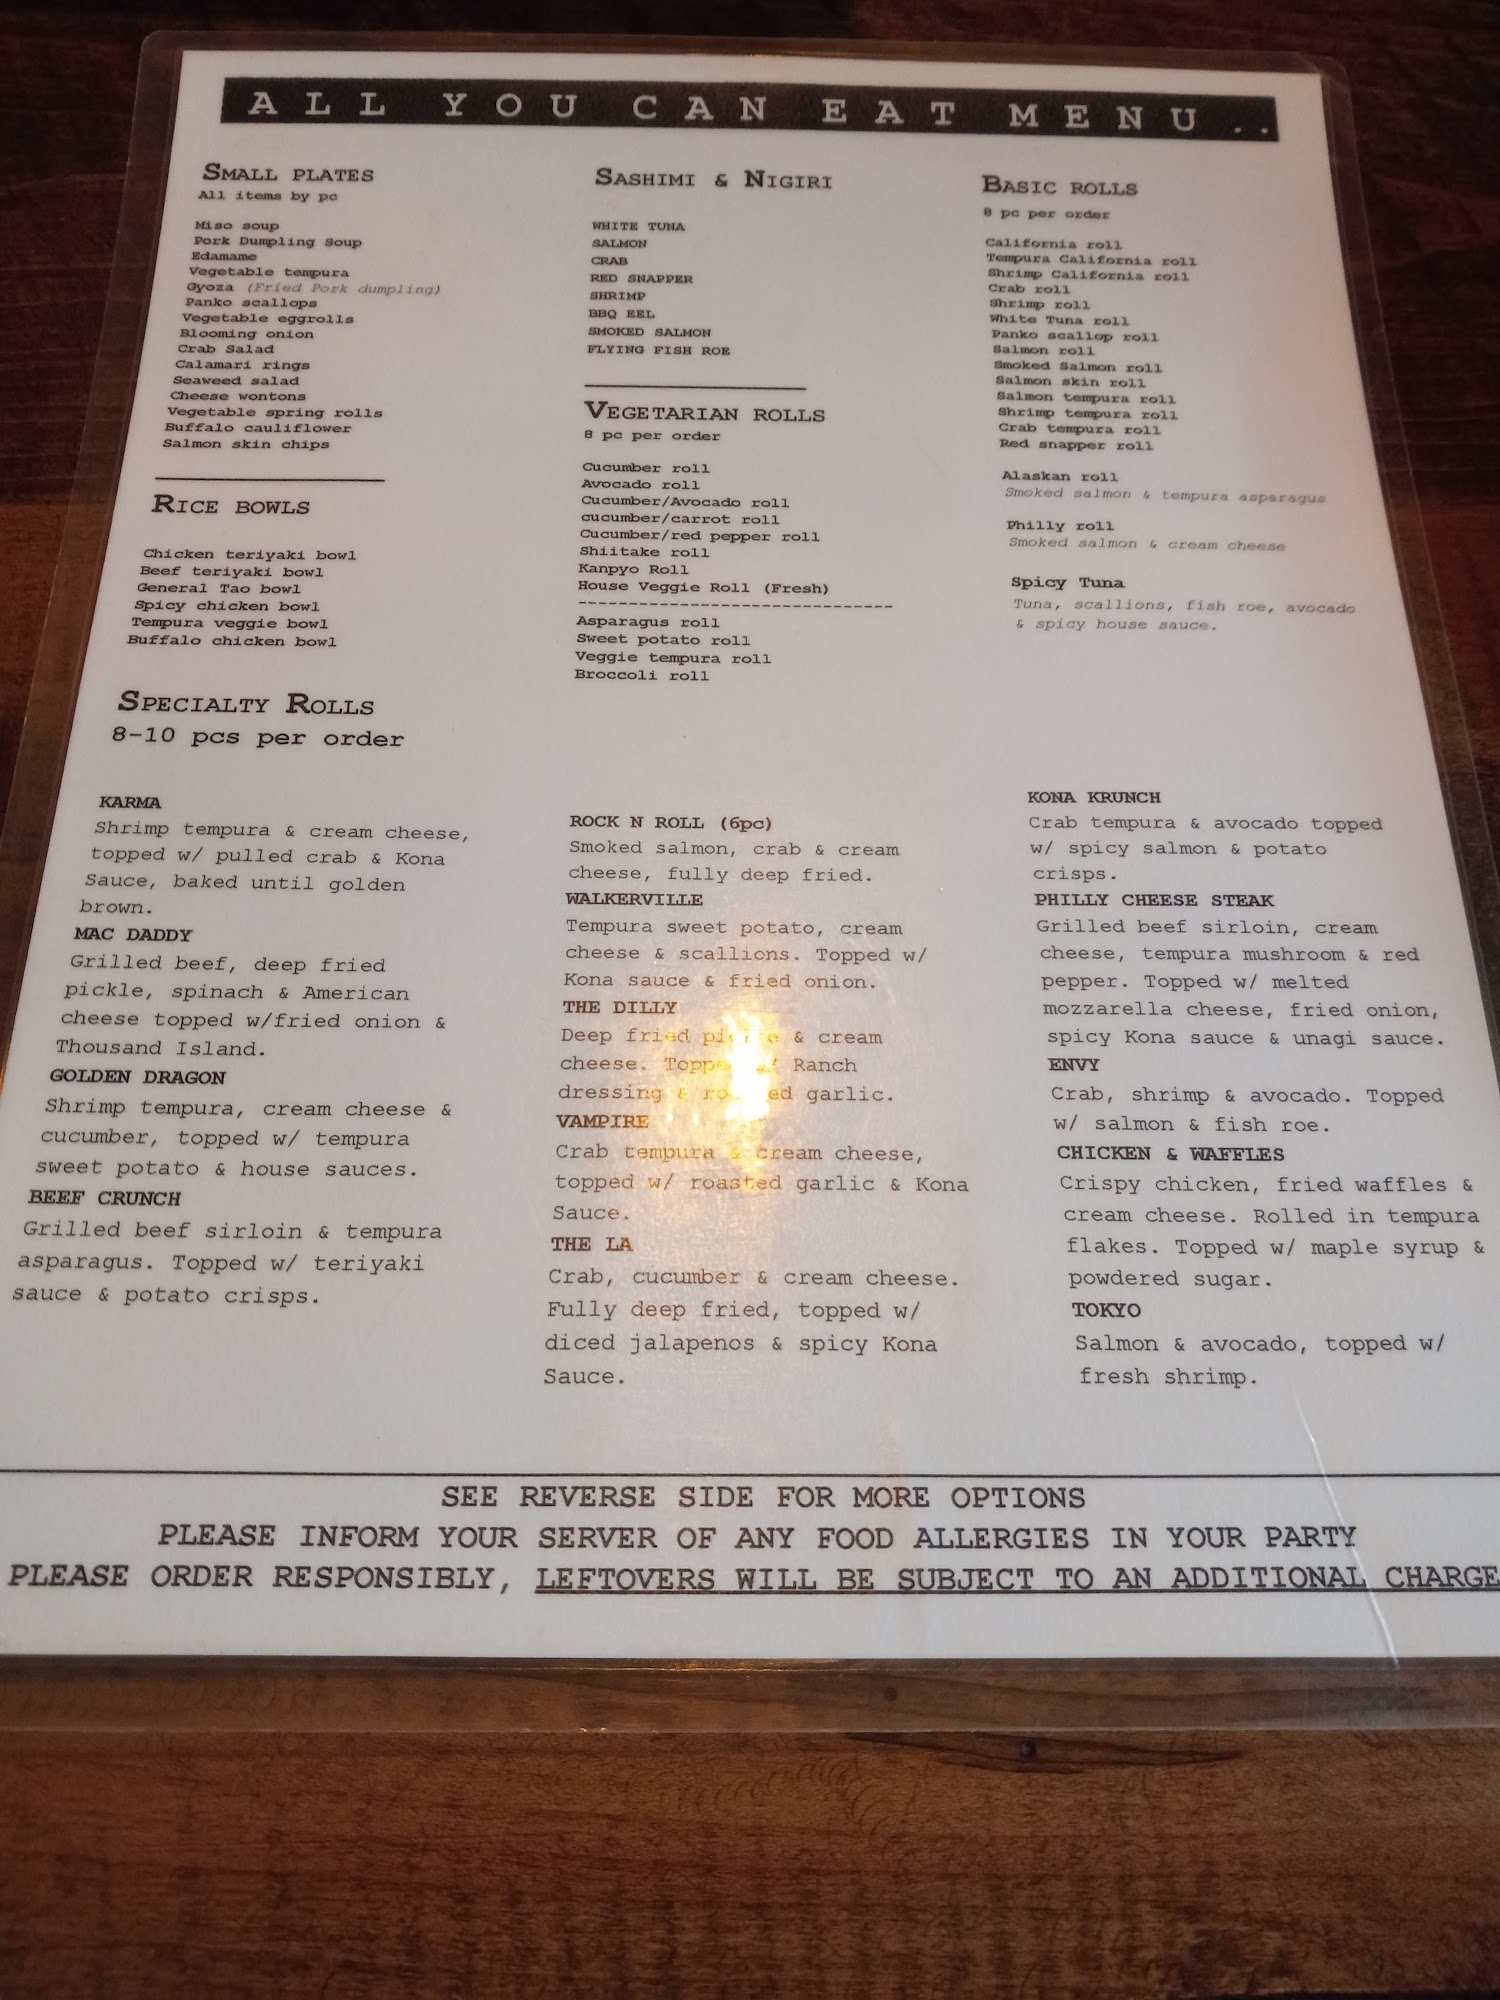 ALL YOU CAN EAT MENU..
SMALL PLATES
All items by pc
Miso soup
Pork Dumpling Soup
Edamame
Vegetable tempura
Gyoza (Fried Pork dumpling)
Panko scallops
Vegetable eggrolls
Blooming onion
Crab Salad
Calamari rings
Seaweed salad
Cheese wontons
Vegetable spring rolls
Buffalo cauliflower
Salmon skin chips
RICE BOWLS
Chicken teriyaki bowl
Beef teriyaki bowl
General Tao bowl
Spicy chicken bowl
Tempura veggie bowl
Buffalo chicken bowl
SASHIMI & NIGIRI
WHITE TUNA
SALMON
CRAB
RED SNAPPER
SHRIMP
BBQ EEL
SMOKED SALMON
FLYING FISH ROE
VEGETARIAN ROLLS
8 pc per order
Cucumber roll
Avocado roll
Cucumber/Avocado roll
cucumber/carrot roll
Cucumber/red pepper roll
Shiitake roll
Kanpyo Roll
House Veggie Roll (Fresh)
-------------------------------
Asparagus roll
Sweet potato roll
Veggie tempura roll
Broccoli roll
BASIC ROLLS
8 pc per order
California roll
Tempura California roll
Shrimp California roll
Crab roll
Shrimp roll
White Tuna roll
Panko scallop roll
Salmon roll
Smoked Salmon roll
Salmon skin roll
Salmon tempura roll
Shrimp tempura roll
Crab tempura roll
Red snapper roll
Alaskan roll
Smoked salmon & tempura asparagus
Philly roll
Smoked salmon & cream cheese
Spicy Tuna
Tuna, scallions, fish roe, avocado
& spicy house sauce.
SPECIALTY ROLLS
8-10 pcs per order
KARMA
Shrimp tempura & cream cheese,
topped w/ pulled crab & Kona
Sauce, baked until golden
brown.
MAC DADDY
Grilled beef, deep fried
pickle, spinach & American
cheese topped w/fried onion &
Thousand Island.
GOLDEN DRAGON
Shrimp tempura, cream cheese &
cucumber, topped w/ tempura
sweet potato & house sauces.
BEEF CRUNCH
Grilled beef sirloin & tempura
asparagus. Topped w/ teriyaki
sauce & potato crisps.
ROCK N ROLL (6pc)
Smoked salmon, crab & cream
cheese, fully deep fried.
WALKERVILLE
Tempura sweet potato, cream
cheese & scallions. Topped w/
Kona sauce & fried onion.
THE DILLY
Deep fried pickle & cream
cheese. Topped w/ Ranch
dressing & roasted garlic.
VAMPIRE
Crab tempura & cream cheese,
topped w/ roasted garlic & Kona
Sauce.
THE LA
Crab, cucumber & cream cheese.
Fully deep fried, topped w/
diced jalapenos & spicy Kona
Sauce.
KONA KRUNCH
Crab tempura & avocado topped
w/ spicy salmon & potato
crisps.
PHILLY CHEESE STEAK
Grilled beef sirloin, cream
cheese, tempura mushroom & red
pepper. Topped w/ melted
mozzarella cheese, fried onion,
spicy Kona sauce & unagi sauce.
ENVY
Crab, shrimp & avocado. Topped
w/ salmon & fish roe.
CHICKEN & WAFFLES
Crispy chicken, fried waffles &
cream cheese. Rolled in tempura
flakes. Topped w/ maple syrup &
powdered sugar.
TOKYO
Salmon & avocado, topped w/
fresh shrimp.
SEE REVERSE SIDE FOR MORE OPTIONS
PLEASE INFORM YOUR SERVER OF ANY FOOD ALLERGIES IN YOUR PARTY
PLEASE ORDER RESPONSIBLY, LEFTOVERS WILL BE SUBJECT TO AN ADDITIONAL CHARGE